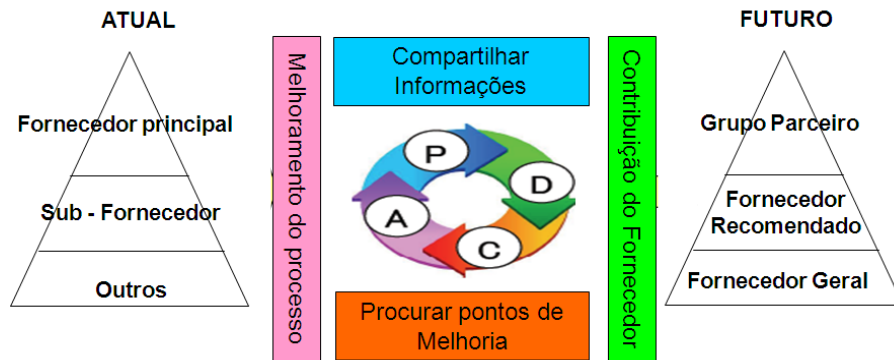 ATUAL
Fornecedor principal
Sub - Fornecedor
Outros
Melhoramento do processo
Compartilhar
Informações
P
D
C
A
Procurar pontos de
Melhoria
Contribuição do Fornecedor
FUTURO
Grupo Parceiro
Fornecedor
Recomendado
Fornecedor Geral